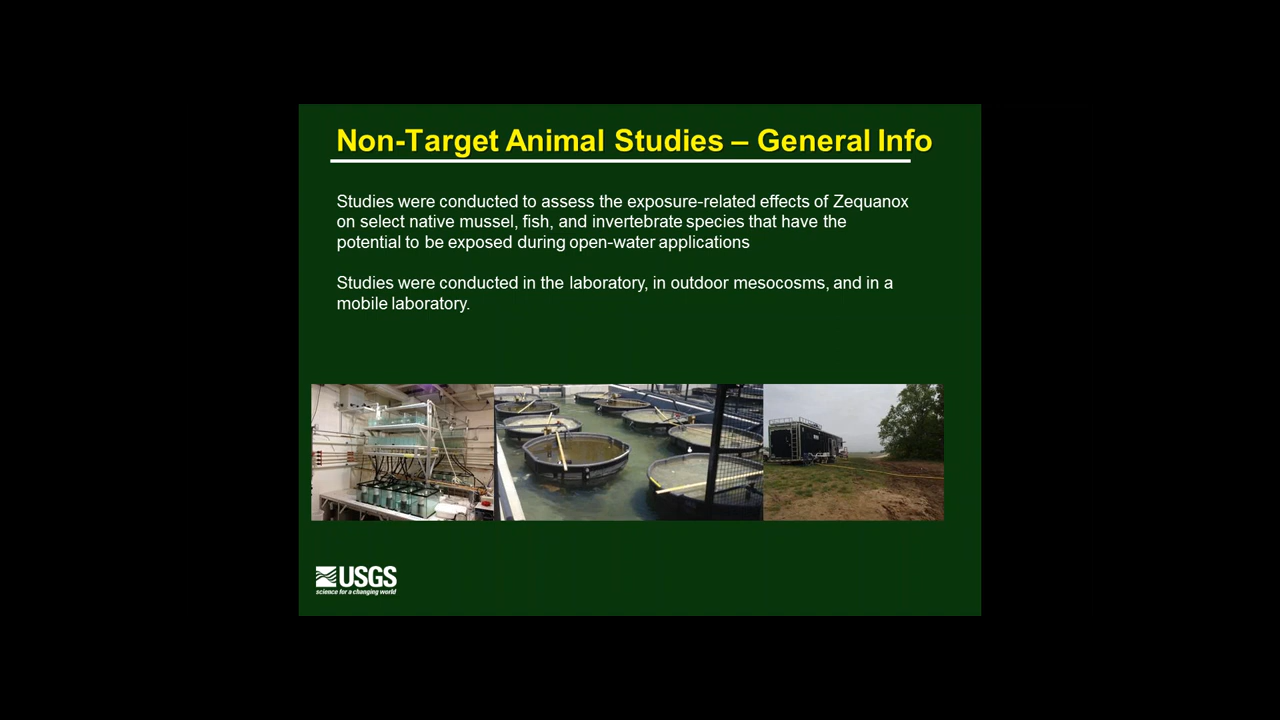 Non-Target Animal Studies – General Info
Studies were conducted to assess the exposure-related effects of Zequanox
on select native mussel, fish, and invertebrate species that have the
potential to be exposed during open-water applications
Studies were conducted in the laboratory, in outdoor mesocosms, and in a
mobile laboratory.
USGS
science for a changing world